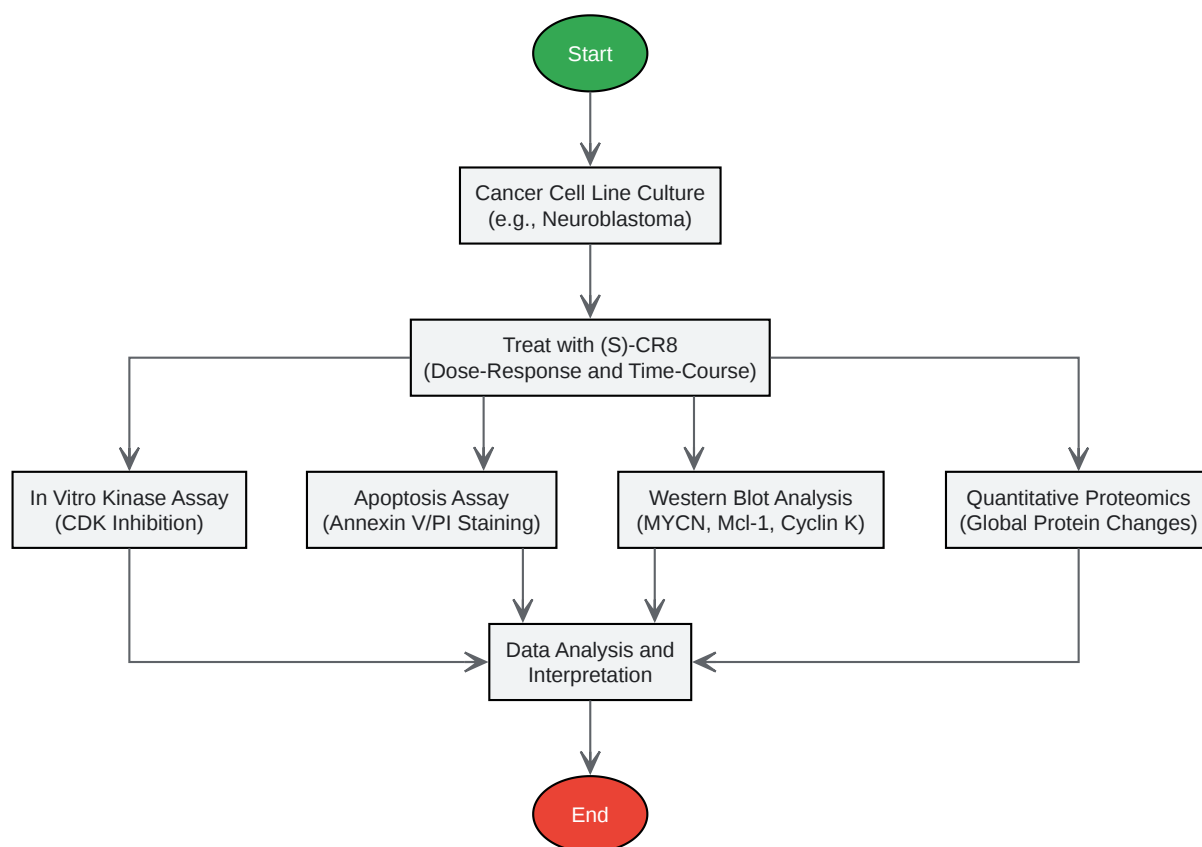 Start
Cancer Cell Line Culture
(e.g., Neuroblastoma)
Treat with (S)-CR8
(Dose-Response and Time-Course)
In Vitro Kinase Assay
(CDK Inhibition)
Apoptosis Assay
(Annexin V/PI Staining)
Western Blot Analysis
(MYCN, Mcl-1, Cyclin K)
Quantitative Proteomics
(Global Protein Changes)
Data Analysis and
Interpretation
End